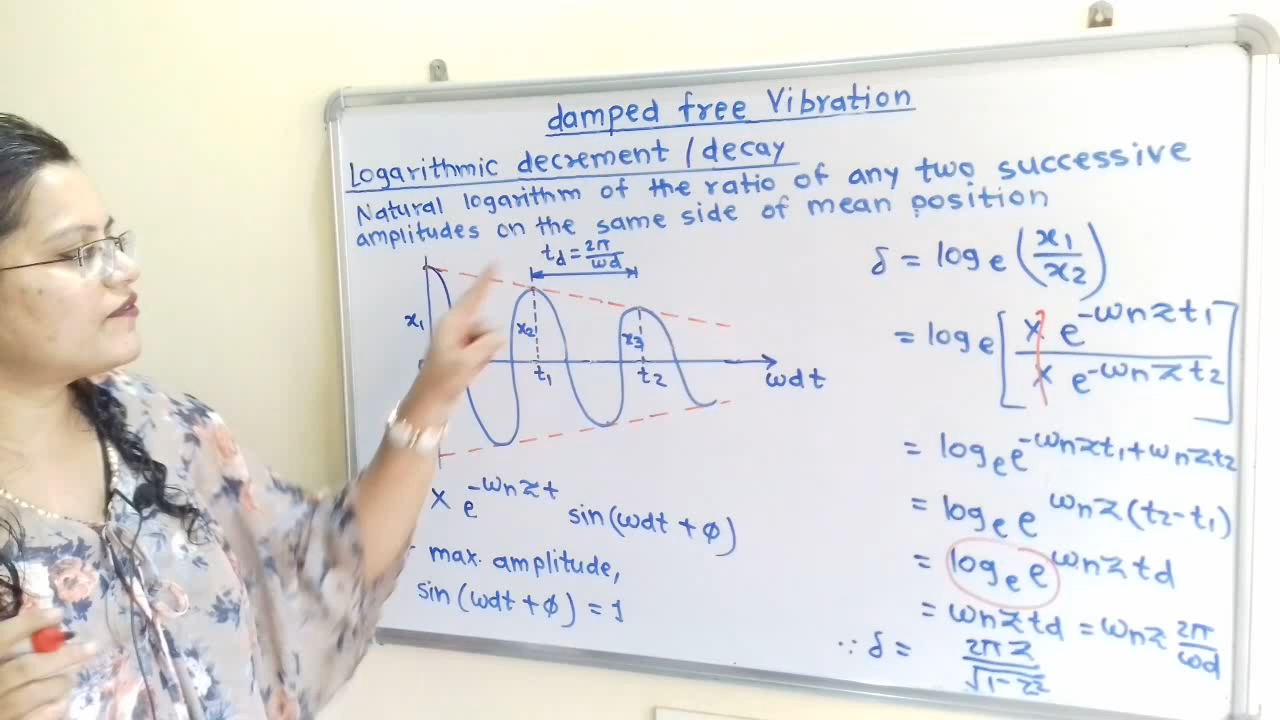 damped free Vibration
Logarithmic decrement / decay
Natural logarithm of the ratio of any two successive
amplitudes on the same side of mean position
td = 2π/ωd
x1
x2
x3
t1
t2
ωdt
x e^-ωnzt sin(ωdt + ϕ)
max. amplitude,
sin(ωdt + ϕ) = 1
δ = loge (x1/x2)
= loge [x e^-ωnzt1 / x e^-ωnzt2]
= loge e^-ωnzt1+ωnzt2
= loge e^ωnz(t2-t1)
= loge e^ωnztd
= ωnztd = ωnz 2π/ωd
∵ δ = 2πz/√1-z2